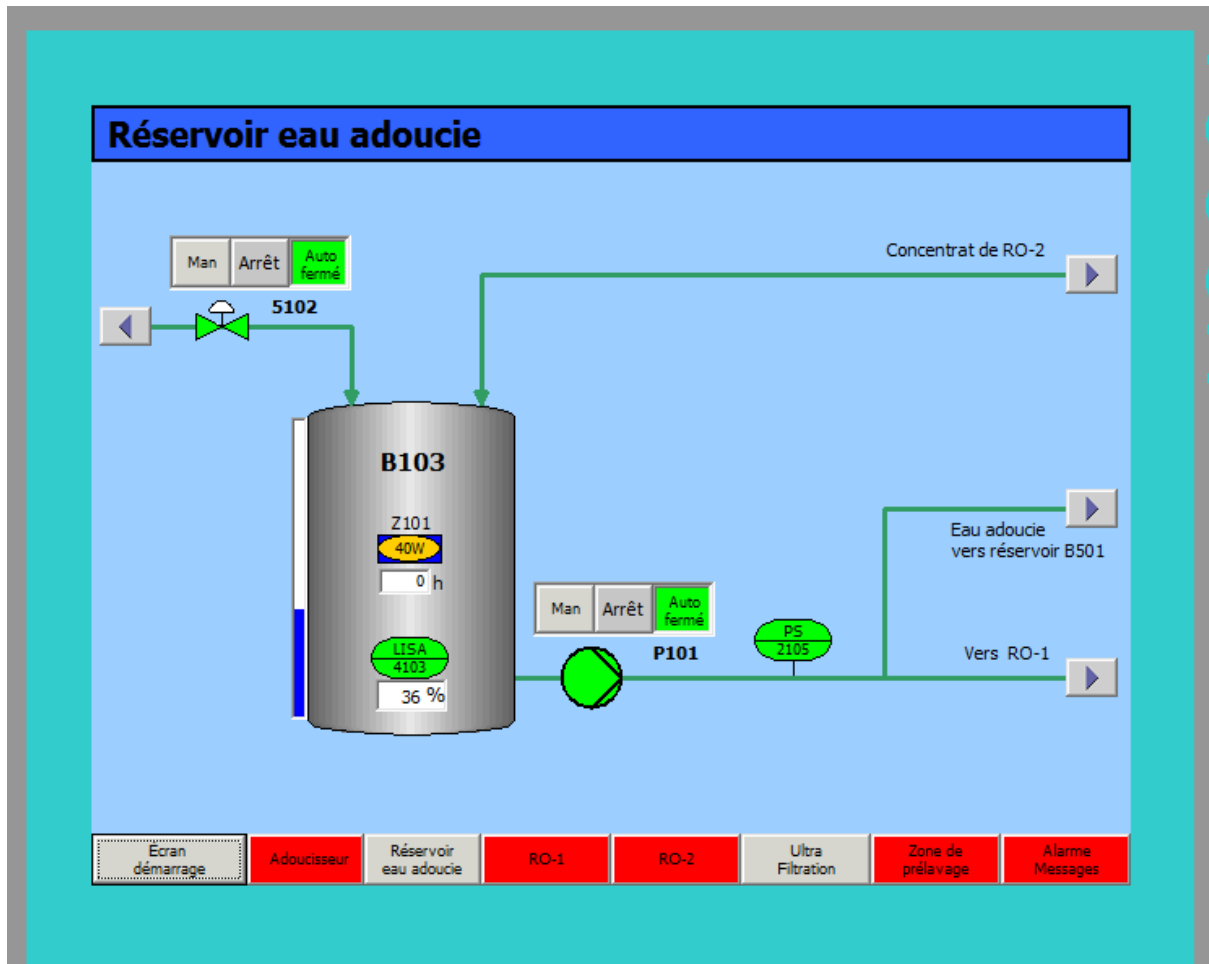 Réservoir eau adoucie
Concentrat de RO-2
Man
Arrêt
Auto
fermé
5102
B103
Z101
40W
0 h
Eau adoucie
vers réservoir B501
Man
Arrêt
Auto
fermé
P101
PS
2105
Vers RO-1
LISA
4103
36 %
Ecran
démarrage
Adoucisseur
Réservoir
eau adoucie
RO-1
RO-2
Ultra
Filtration
Zone de
prélavage
Alarme
Messages